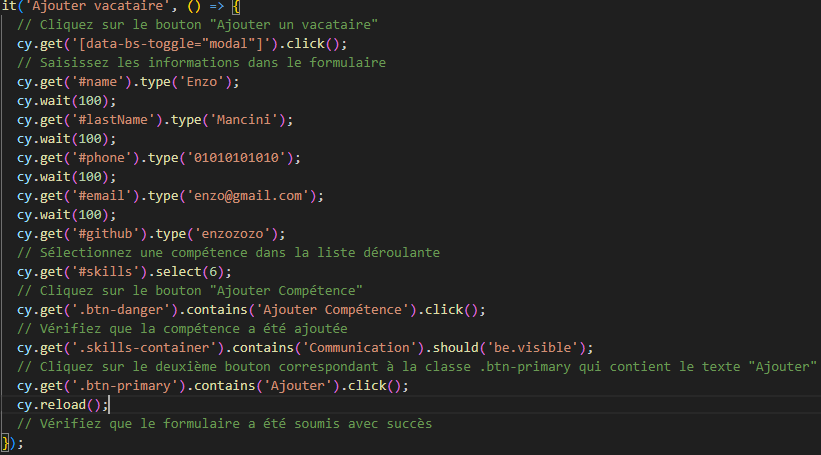 it('Ajouter vacataire', () => {
// Cliquez sur le bouton "Ajouter un vacataire"
cy.get('[data-bs-toggle="modal"]').click();
// Saisissez les informations dans le formulaire
cy.get('#name').type('Enzo');
cy.wait(100);
cy.get('#lastName').type('Mancini');
cy.wait(100);
cy.get('#phone').type('01010101010');
cy.wait(100);
cy.get('#email').type('enzo@gmail.com');
cy.wait(100);
cy.get('#github').type('enzozozo');
// Sélectionnez une compétence dans la liste déroulante
cy.get('#skills').select(6);
// Cliquez sur le bouton "Ajouter Compétence"
cy.get('.btn-danger').contains('Ajouter Compétence').click();
// Vérifiez que la compétence a été ajoutée
cy.get('.skills-container').contains('Communication').should('be.visible');
// Cliquez sur le deuxième bouton correspondant à la classe .btn-primary qui contient le texte "Ajouter"
cy.get('.btn-primary').contains('Ajouter').click();
cy.reload();
// Vérifiez que le formulaire a été soumis avec succès
});